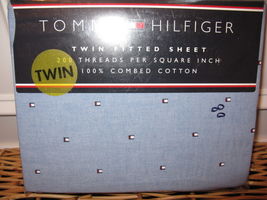 TOMMY HILFIGER
TWIN FITTED SHEET
200 THREADS PER SQUARE INCH
100% COMBED COTTON
TWIN